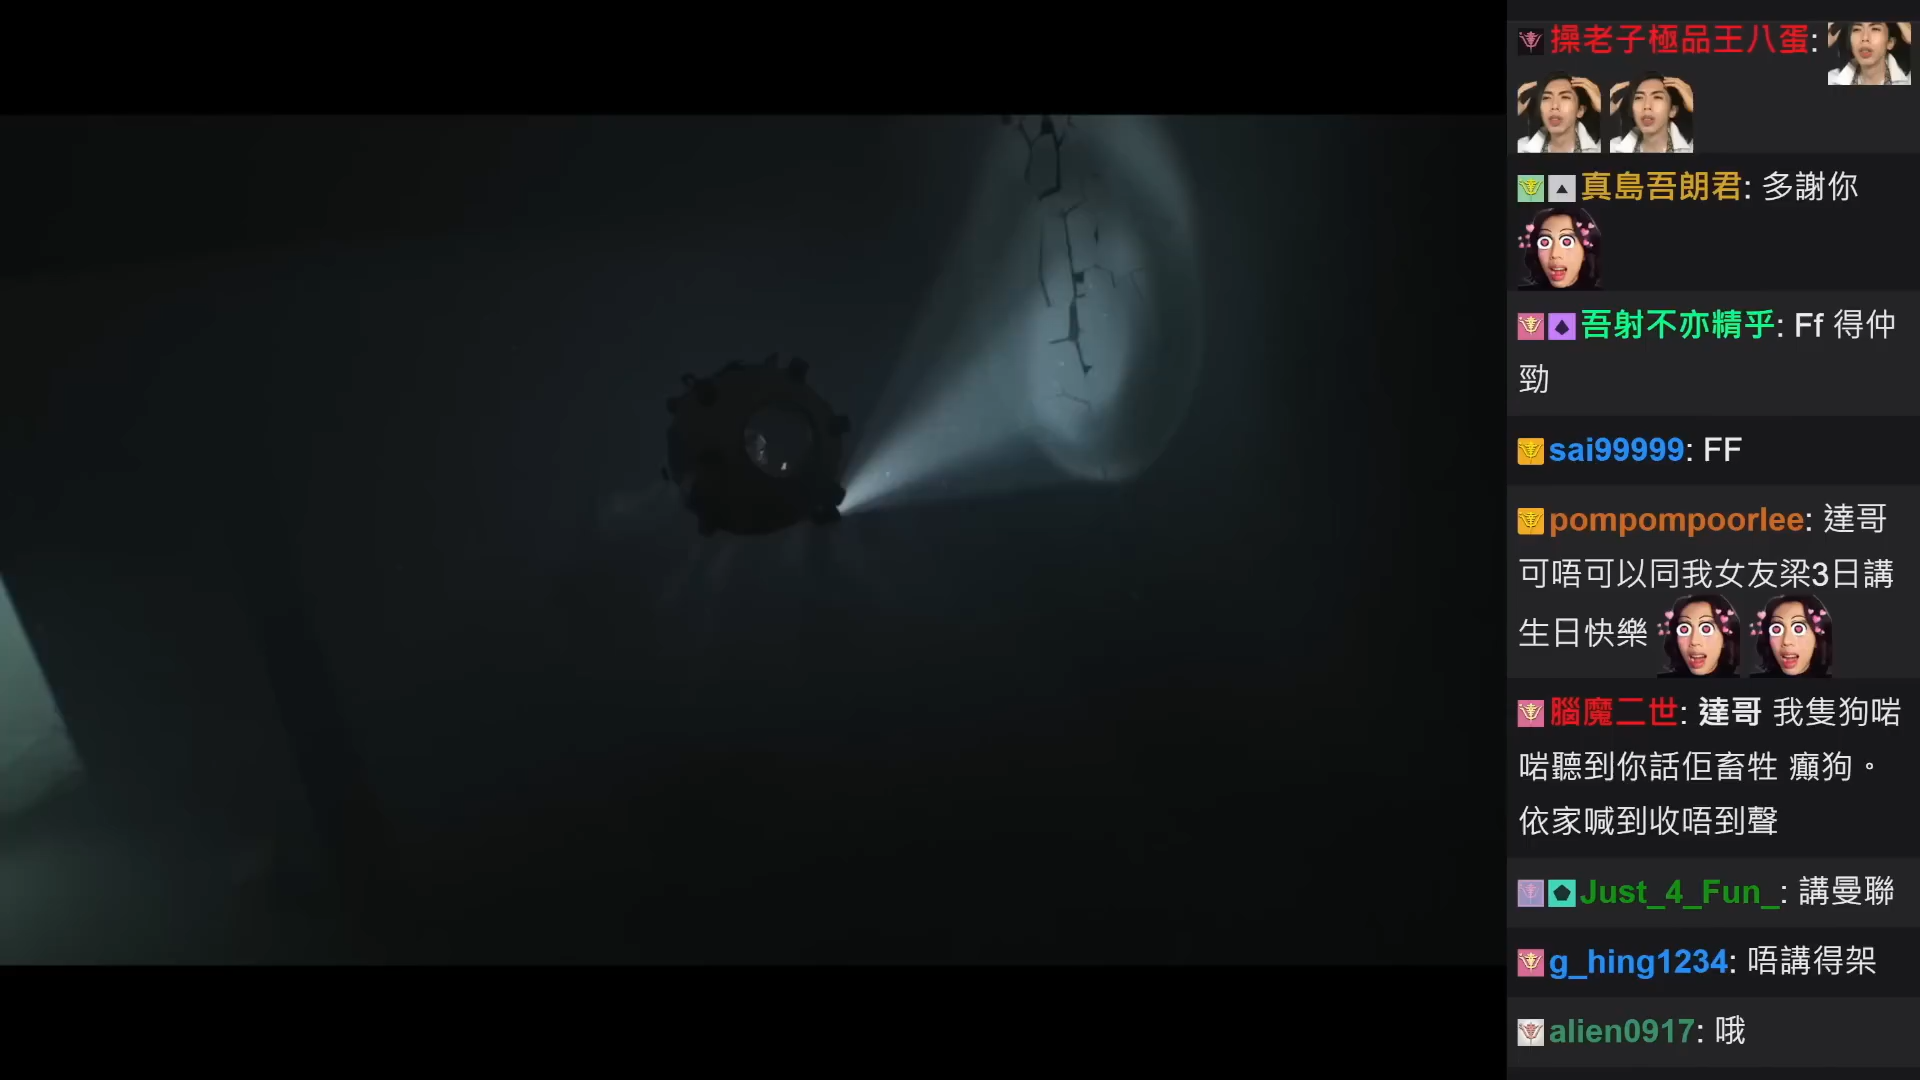 操老子極品王八蛋:
真島吾朗君: 多謝你
吾射不亦精乎: Ff 得仲
勁
sai99999: FF
pompompoorlee: 達哥
可唔可以同我女友梁3日講
生日快樂
腦魔二世: 達哥 我隻狗啱
啱聽到你話佢畜牲 癲狗。
依家喊到收唔到聲
Just_4_Fun_: 講曼聯
g_hing1234: 唔講得架
alien0917: 哦